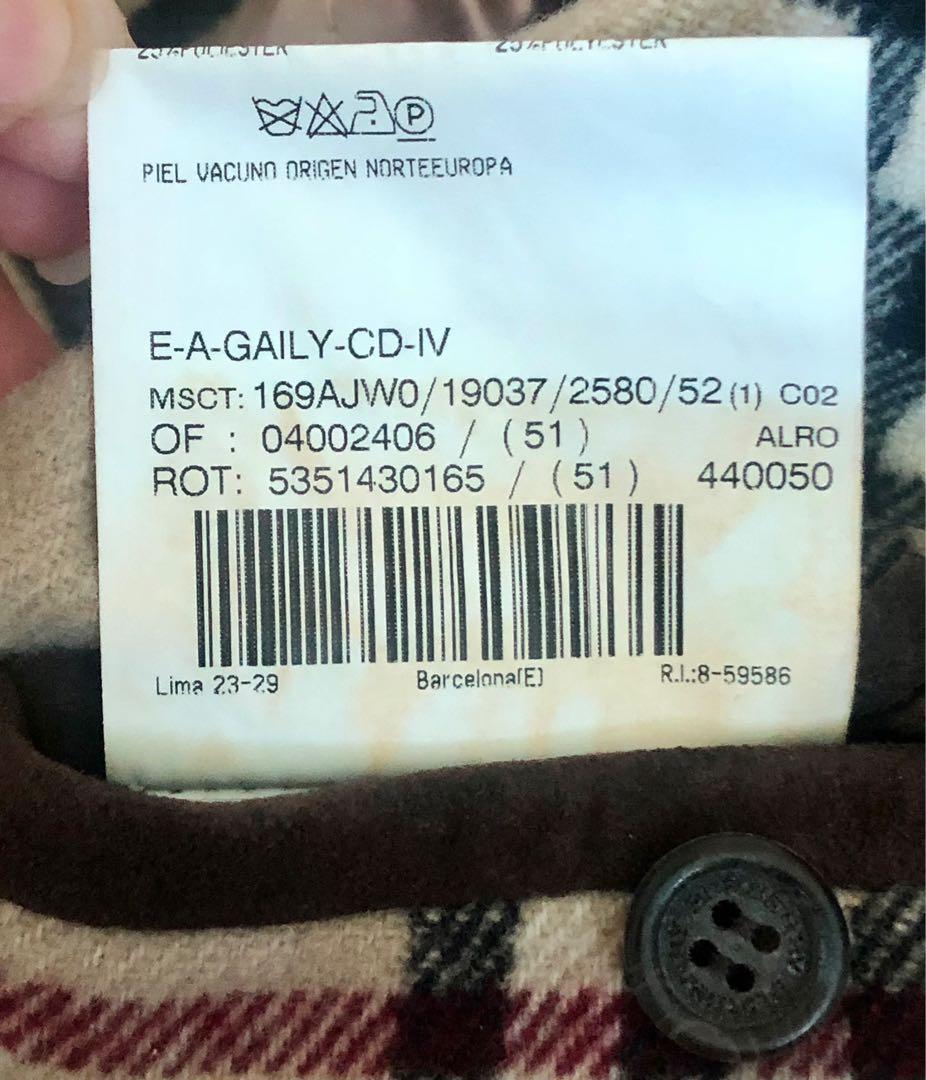 PIEL VACUNO ORIGEN NORTEEUROPA
E-A-GAILY-CD-IV
MSCT: 169AJW0/19037/2580/52 (1) C02
OF : 04002406 / (51) ALRO
ROT: 5351430165 / (51) 440050
Lima 23-29 Barcelona(E) R.I.:8-59586